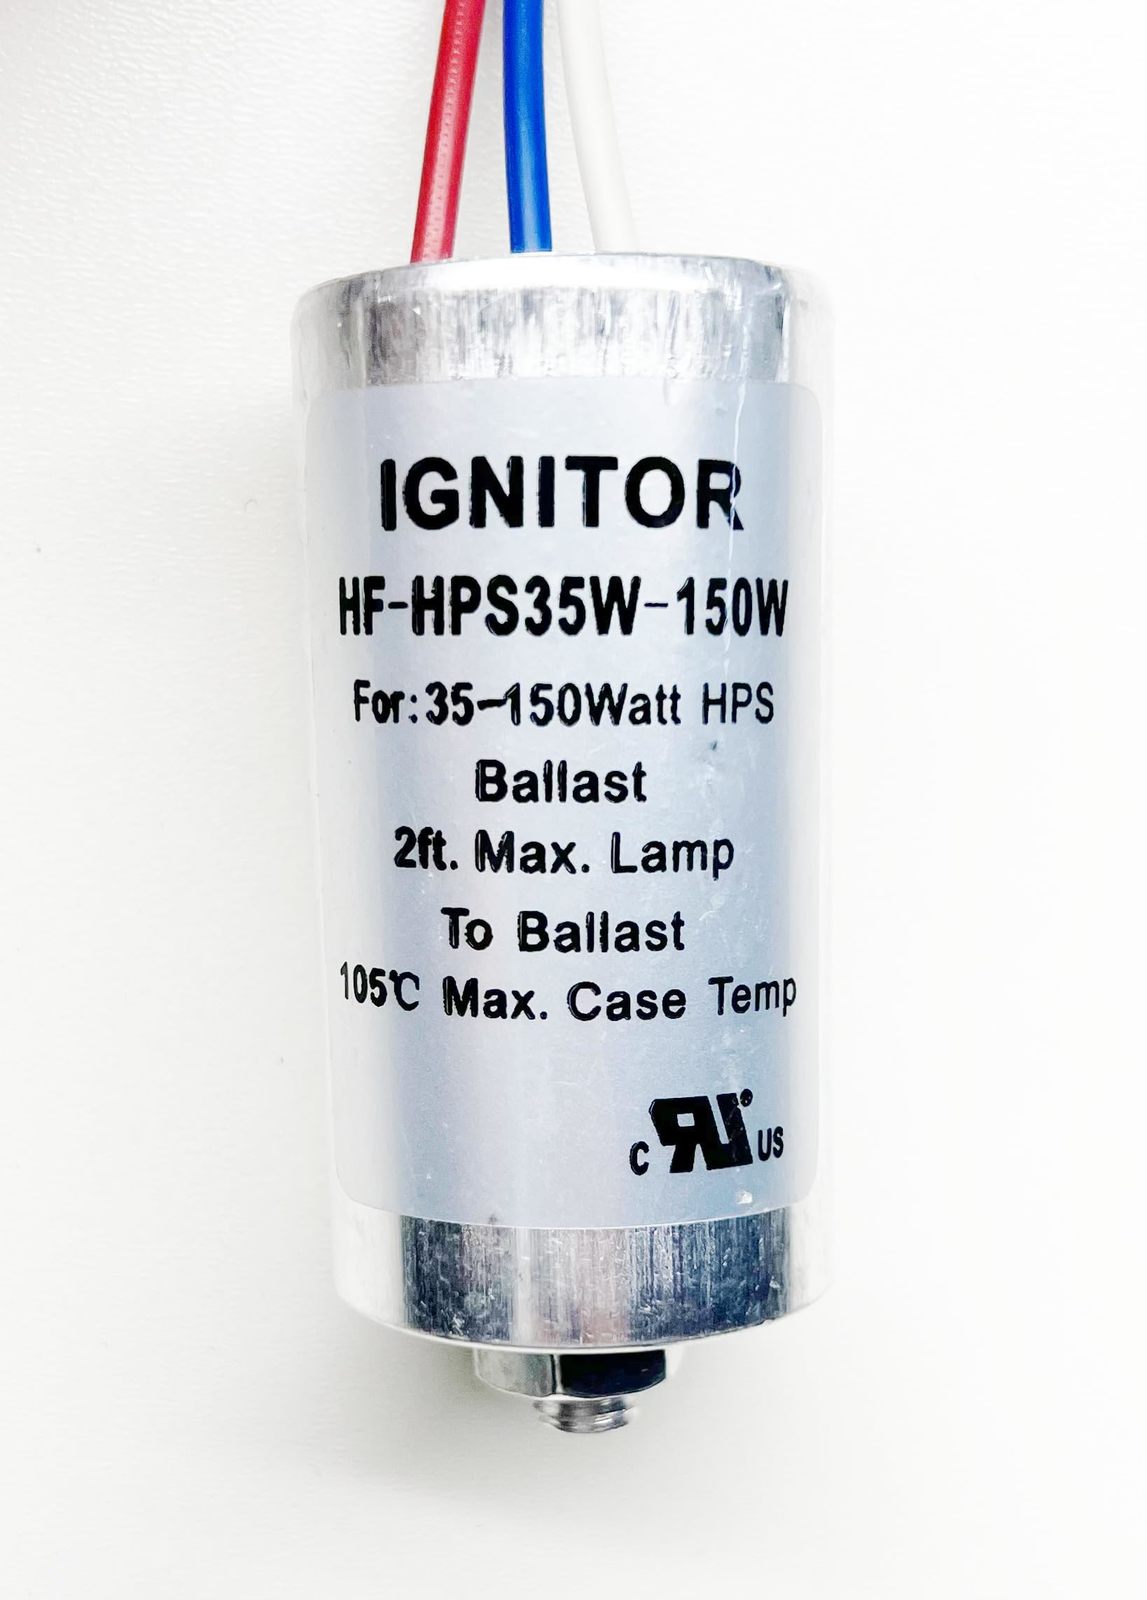 IGNITOR
HF-HPS35W-150W
For:35-150Watt HPS
Ballast
2ft. Max. Lamp
To Ballast
105℃ Max. Case Temp
c RU US